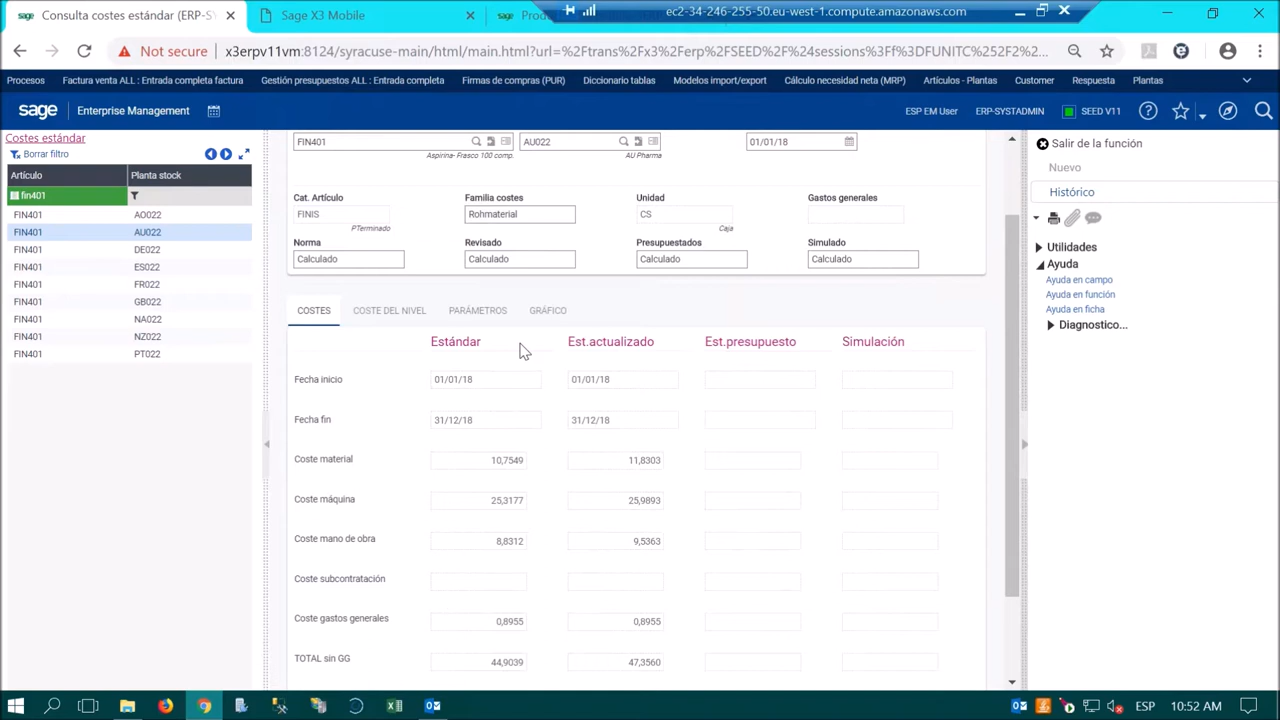 Consulta costes estándar (ERP-SY
Sage X3 Mobile
Produ
ec2-34-246-255-50.eu-west-1.compute.amazonaws.com
Not secure
x3erpv11vm:8124/syracuse-main/html/main.html?url=%2Ftrans%2Fx3%2Ferp%2FSEED%2F%24sessions%3Ff%3DFUNITC%252F2%...
Procesos
Factura venta ALL : Entrada completa factura
Gestión presupuestos ALL : Entrada completa
Firmas de compras (PUR)
Diccionario tablas
Modelos import/export
Cálculo necesidad neta (MRP)
Artículos - Plantas
Customer
Respuesta
Plantas
sage
Enterprise Management
ESP EM User
ERP-SYSTADMIN
SEED V11
Costes estándar
Borrar filtro
Artículo
Planta stock
fin401
FIN401 AO022
FIN401 AU022
FIN401 DE022
FIN401 ES022
FIN401 FR022
FIN401 GB022
FIN401 NA022
FIN401 NZ022
FIN401 PT022
FIN401
AU022
01/01/18
Aspirina- Frasco 100 comp.
AU Pharma
Cat. Artículo
Familia costes
Unidad
Gastos generales
FINIS
Rohmaterial
CS
PTerminado
Caja
Norma
Revisado
Presupuestados
Simulado
Calculado
Calculado
Calculado
Calculado
COSTES
COSTE DEL NIVEL
PARÁMETROS
GRÁFICO
Estándar
Est.actualizado
Est.presupuesto
Simulación
Fecha inicio 01/01/18 01/01/18
Fecha fin 31/12/18 31/12/18
Coste material 10,7549 11,8303
Coste máquina 25,3177 25,9893
Coste mano de obra 8,8312 9,5363
Coste subcontratación
Coste gastos generales 0,8955 0,8955
TOTAL sin GG 44,9039 47,3560
Salir de la función
Nuevo
Histórico
Utilidades
Ayuda
Ayuda en campo
Ayuda en función
Ayuda en ficha
Diagnostico...
ESP
10:52 AM